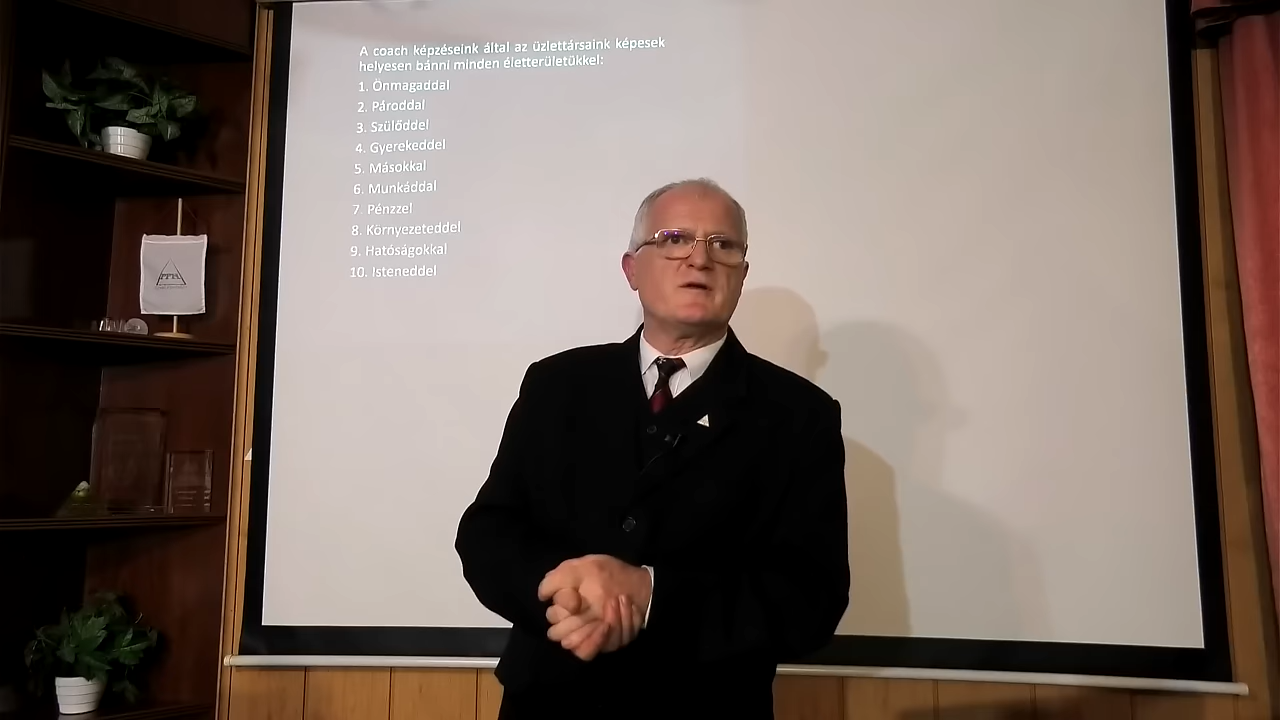 A coach képzéseink által az üzlettársaink képesek
helyesen bánni minden életterületükkel:
1. Önmagaddal
2. Pároddal
3. Szülőddel
4. Gyerekeddel
5. Másokkal
6. Munkáddal
7. Pénzzel
8. Környezeteddel
9. Hatóságokkal
10. Isteneddel